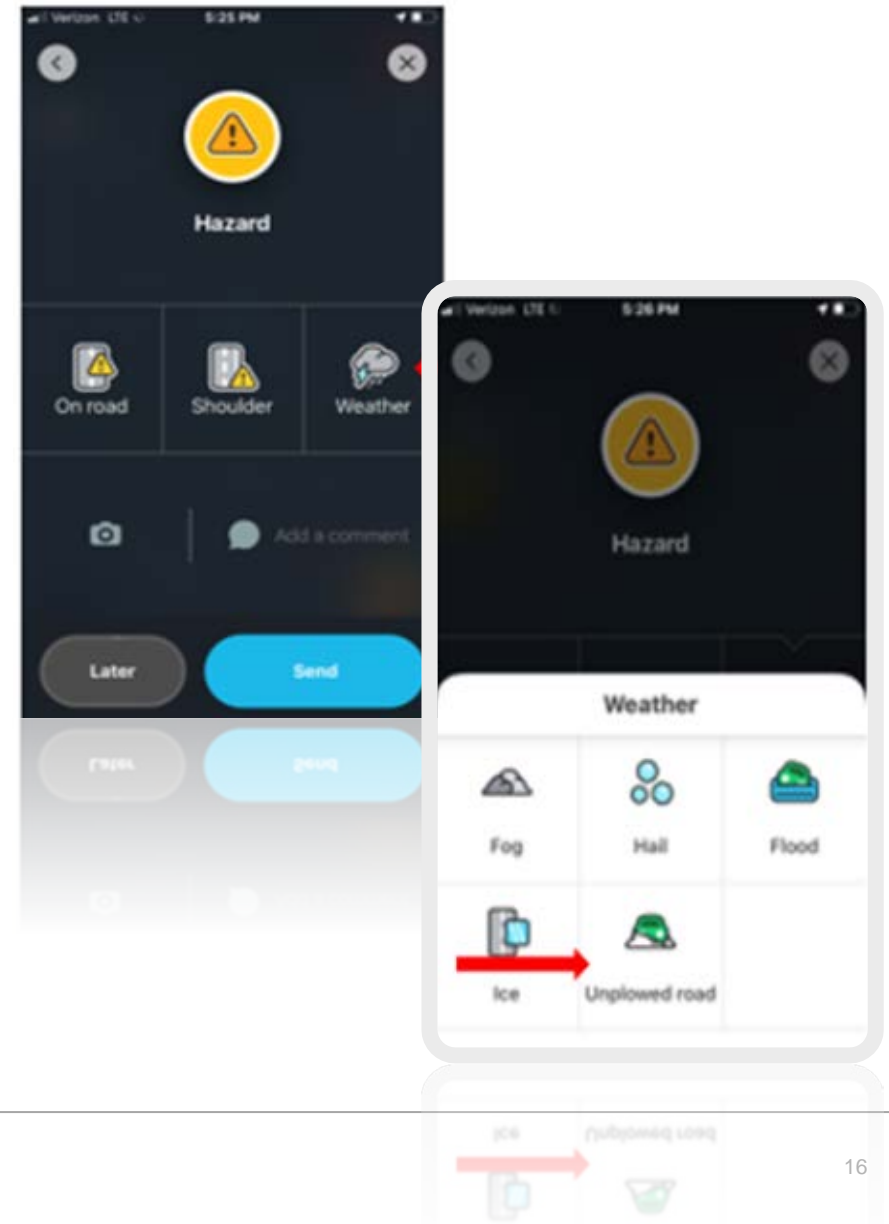 Verizon LTE 5:25 PM
Hazard
On road Shoulder Weather
Add a comment
Later Send
Verizon LTE 5:26 PM
Hazard
Weather
Fog Hail Flood
Ice Unplowed road
16